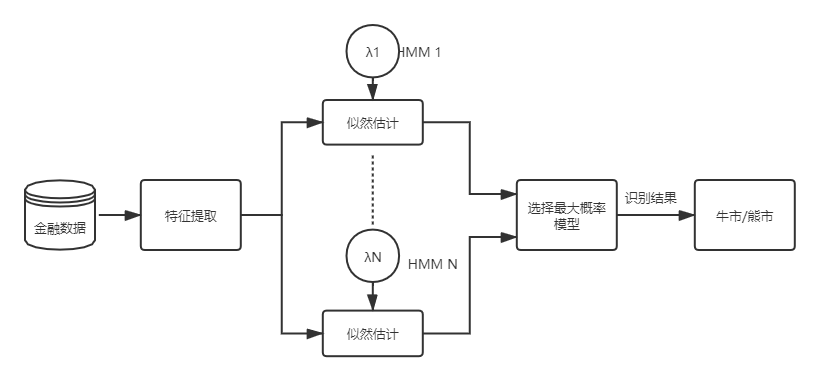 λ1
HMM 1
似然估计
金融数据
特征提取
选择最大概率
模型
识别结果
牛市/熊市
λN
HMM N
似然估计